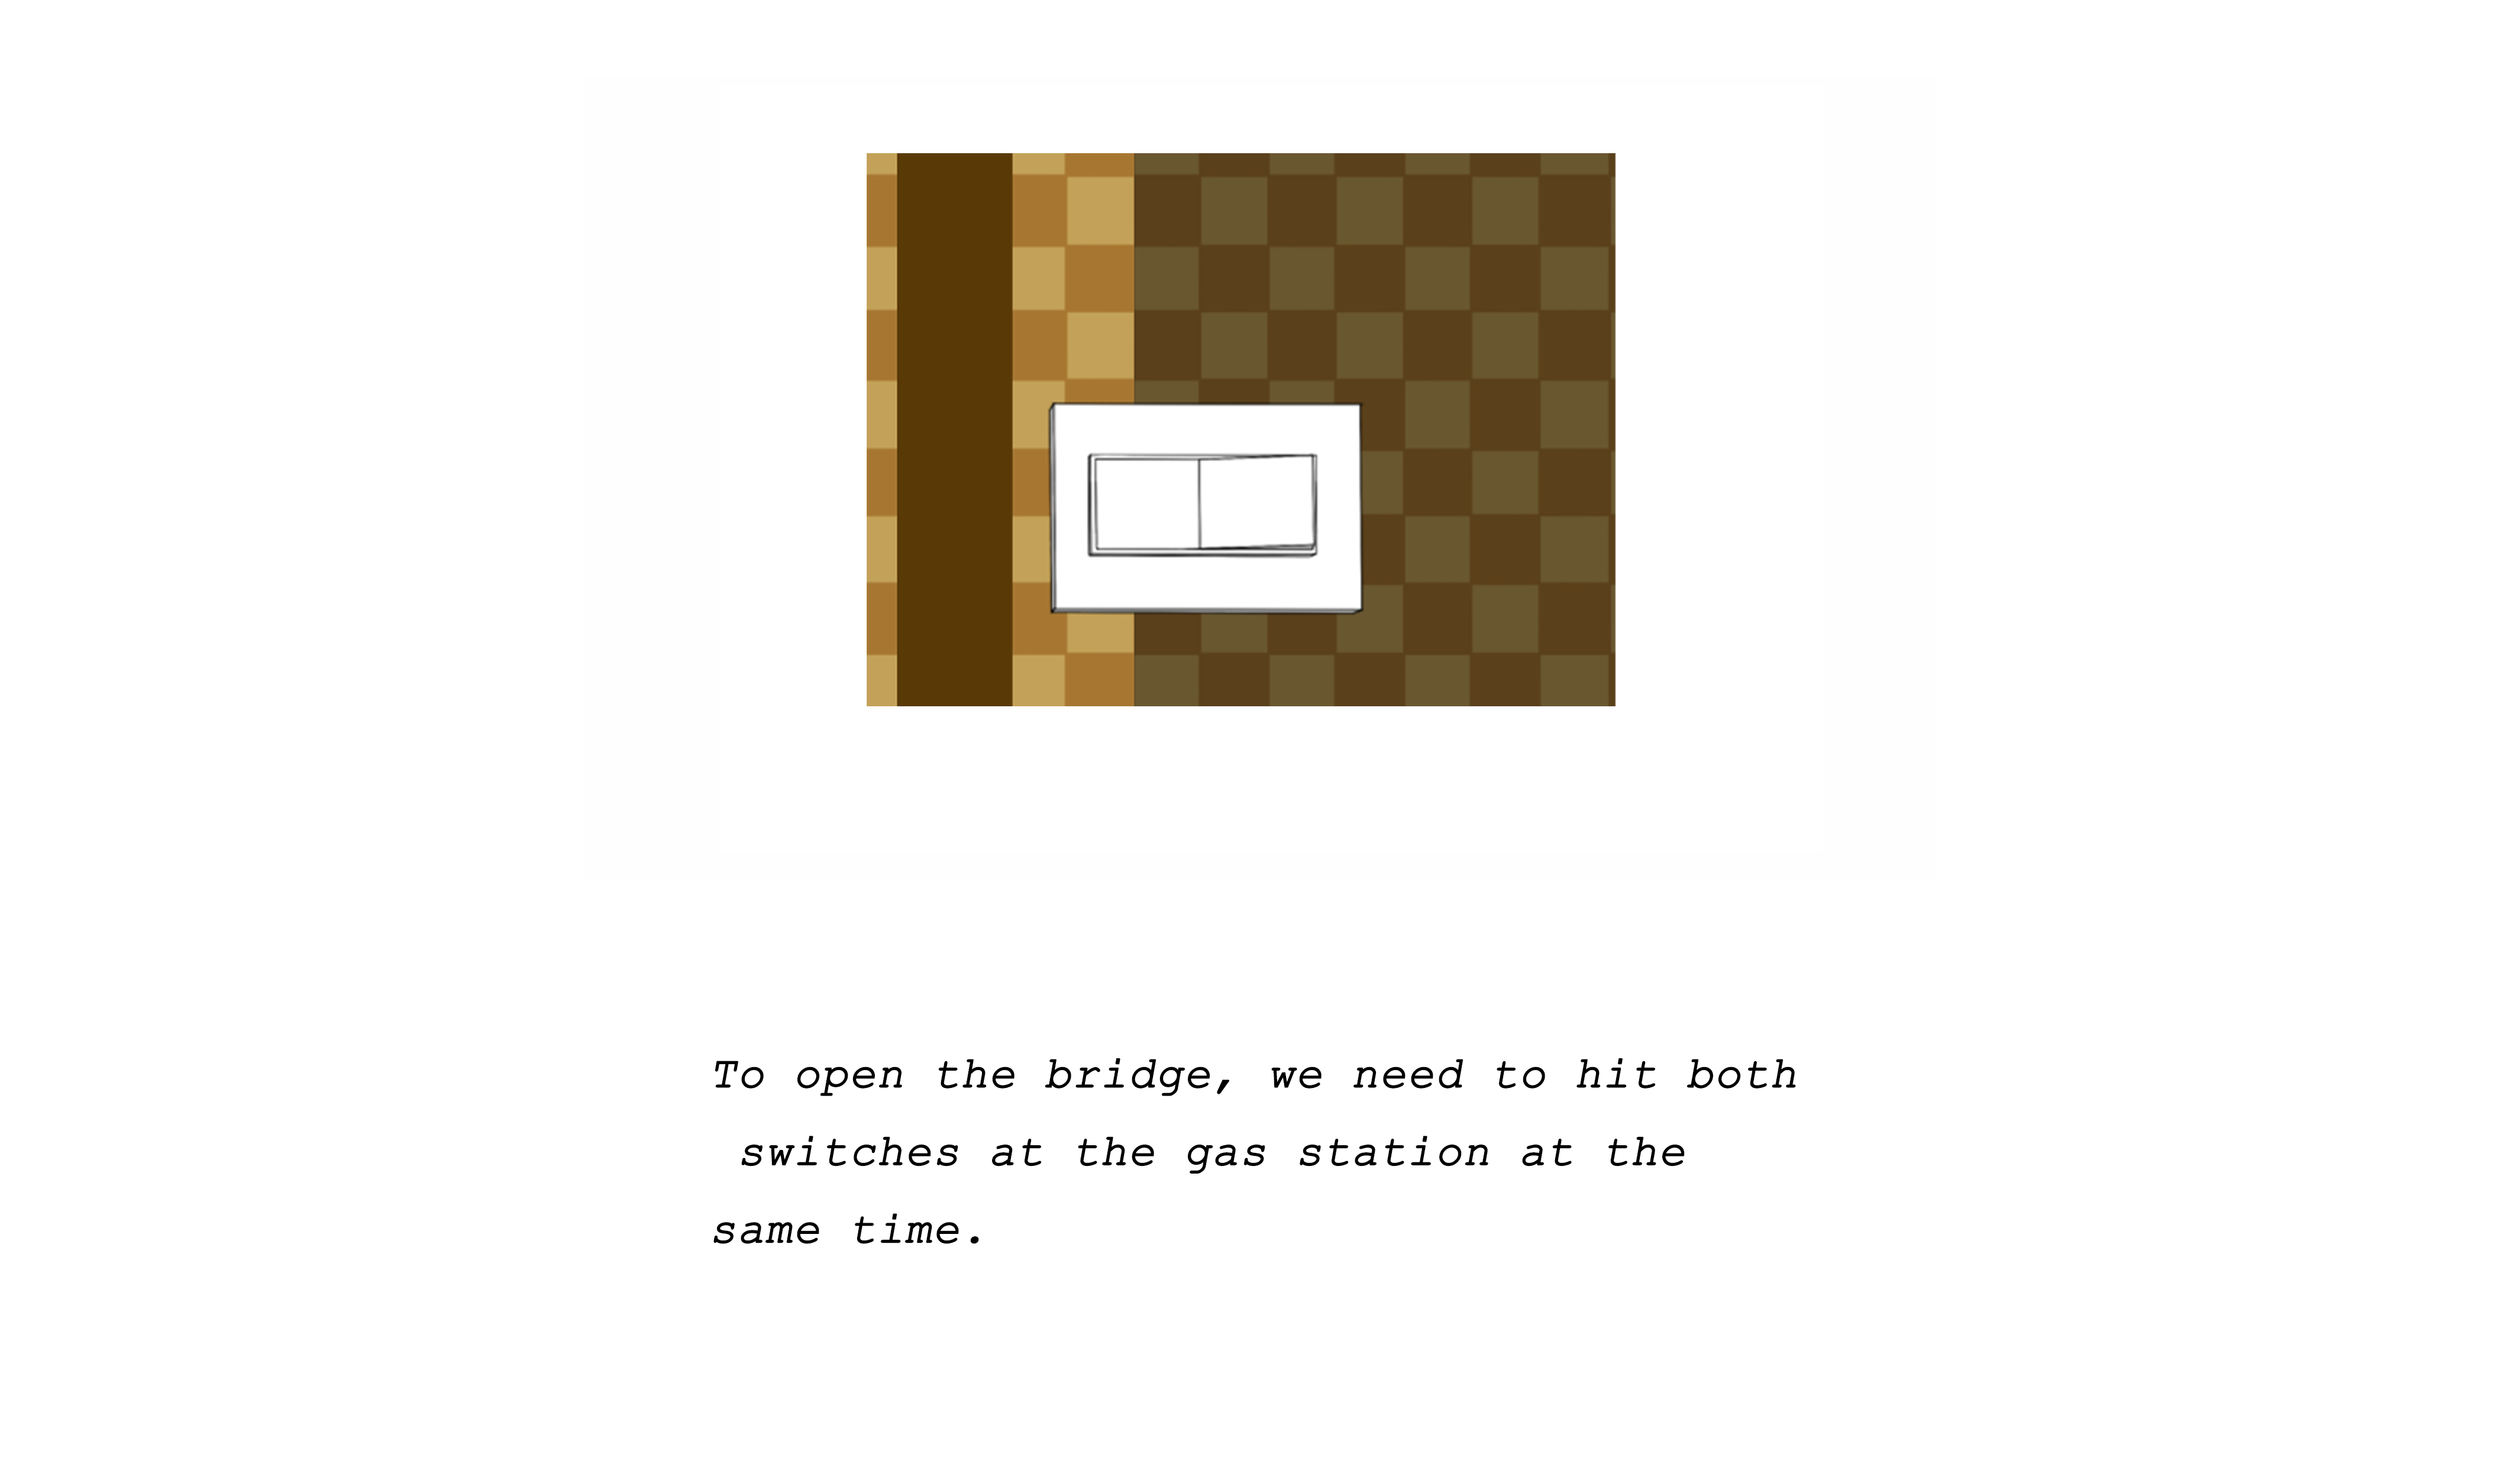 To open the bridge, we need to hit both
switches at the gas station at the
same time.